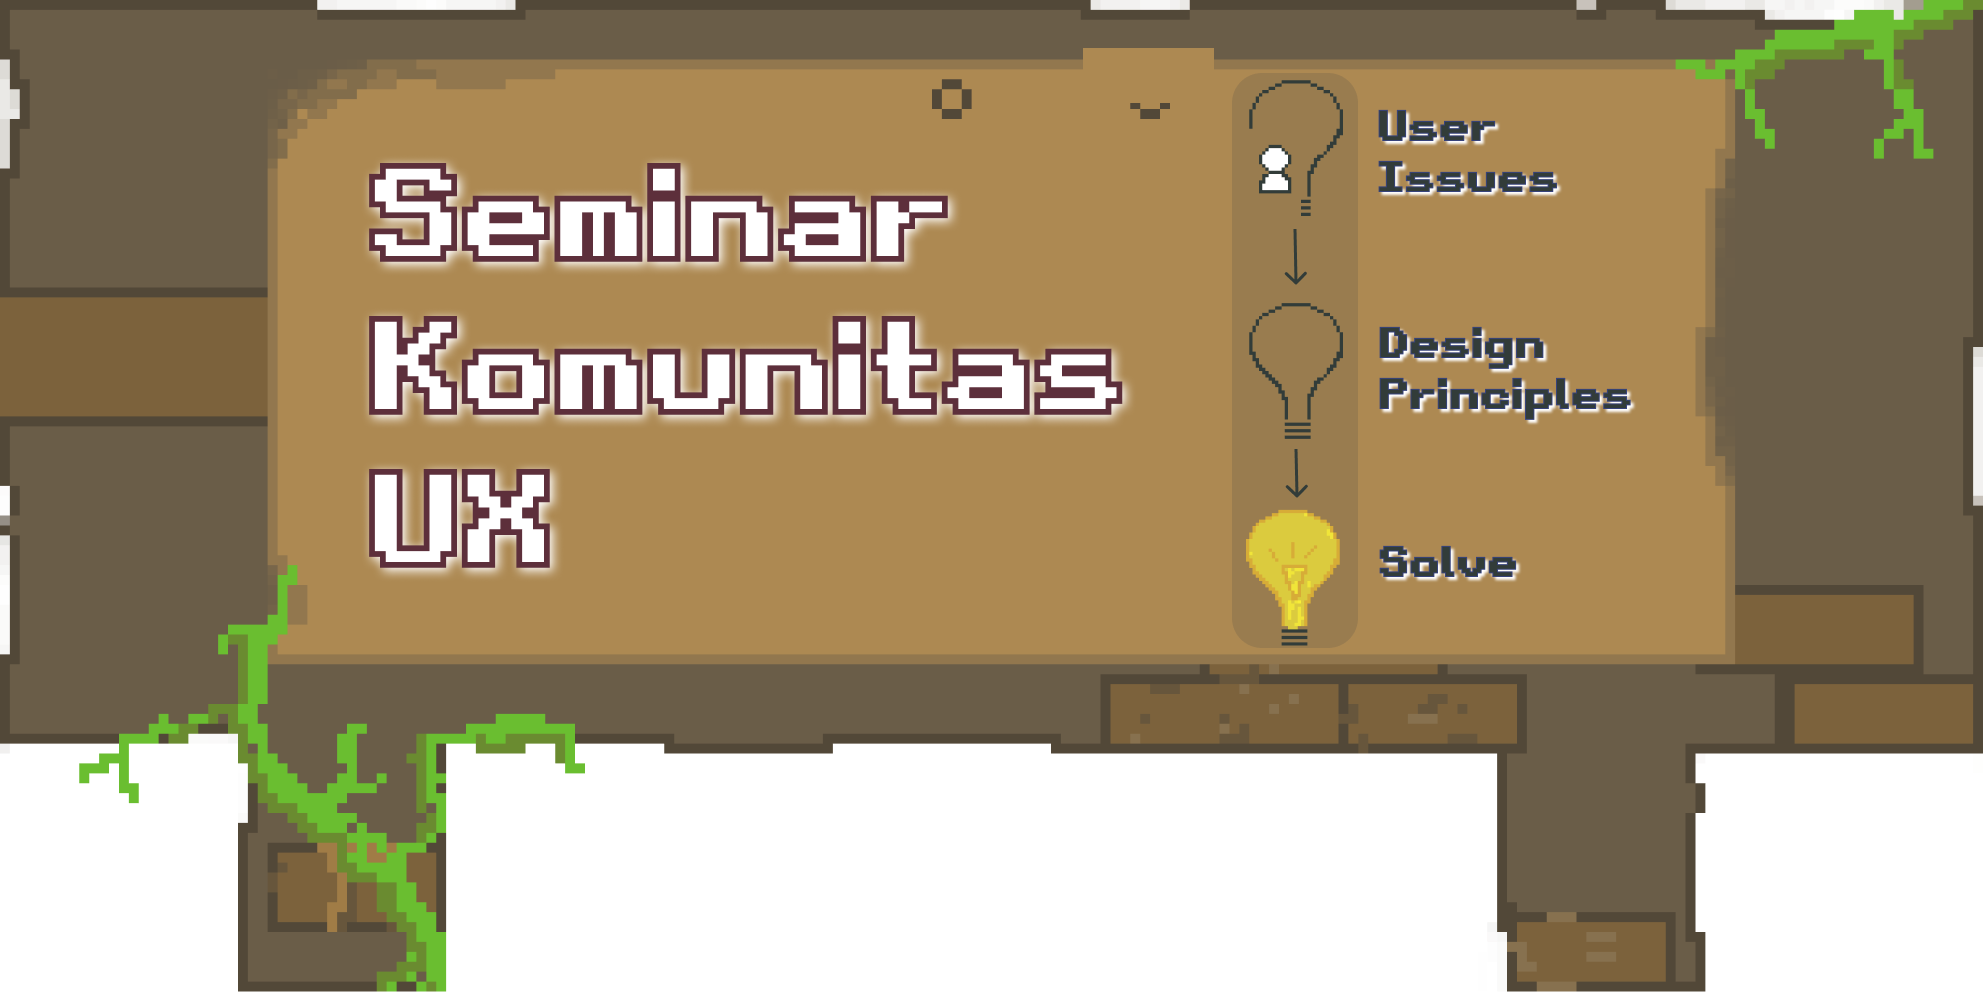 Seminar
Komunitas
UX
User
Issues
Design
Principles
Solve